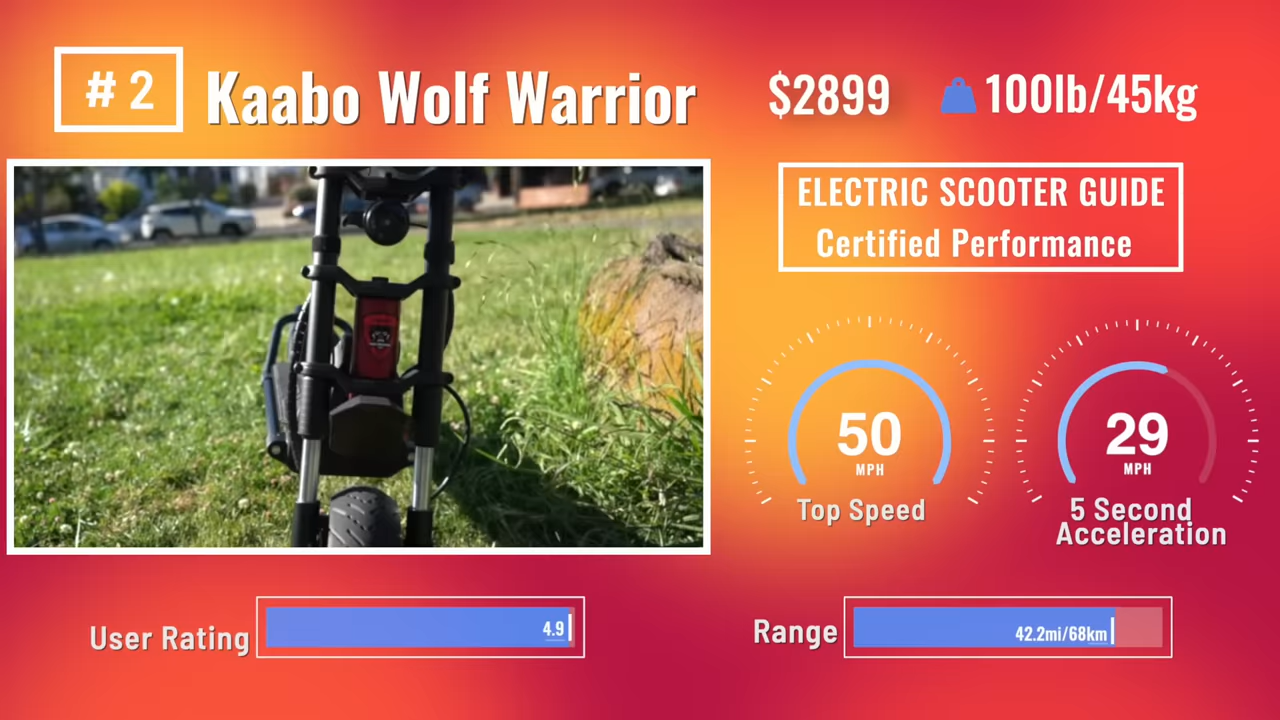 # 2
Kaabo Wolf Warrior
$2899
100lb/45kg
ELECTRIC SCOOTER GUIDE
Certified Performance
50
MPH
Top Speed
29
MPH
5 Second
Acceleration
User Rating
4.9
Range
42.2mi/68km